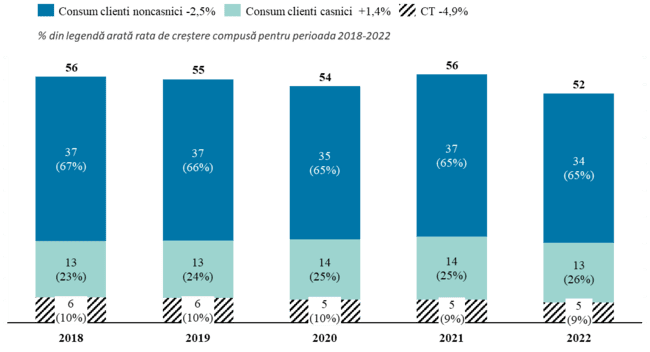 Consum clienti noncasnici -2,5% Consum clienti casnici +1,4% CT -4,9%
% din legendă arată rata de creștere compusă pentru perioada 2018-2022
56 55 54 56 52
37 37 35 37 34
(67%) (66%) (65%) (65%) (65%)
13 13 14 14 13
(23%) (24%) (25%) (25%) (26%)
6 6 5 5 5
(10%) (10%) (10%) (9%) (9%)
2018 2019 2020 2021 2022